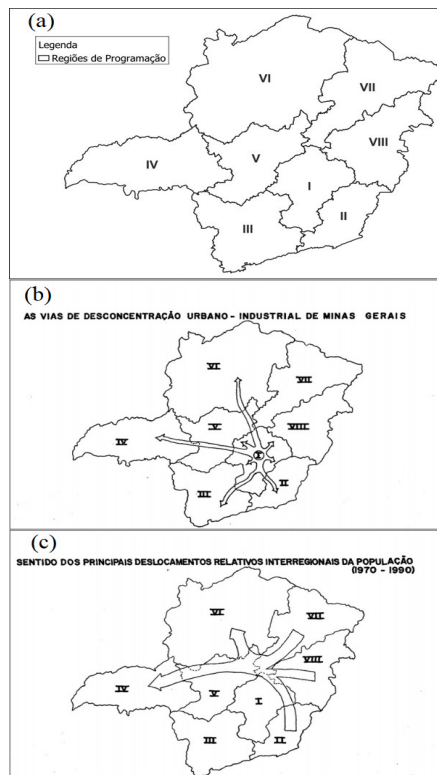 (a)
Legenda
Regiões de Programação
VI
VII
VIII
IV
V
I
II
III
(b)
AS VIAS DE DESCONCENTRAÇÃO URBANO - INDUSTRIAL DE MINAS GERAIS
VI
VII
V
VIII
IV
I
III
II
(c)
SENTIDO DOS PRINCIPAIS DESLOCAMENTOS RELATIVOS INTERREGIONAIS DA POPULAÇÃO
(1970 - 1990)
VI
VII
VIII
IV
V
I
III
II